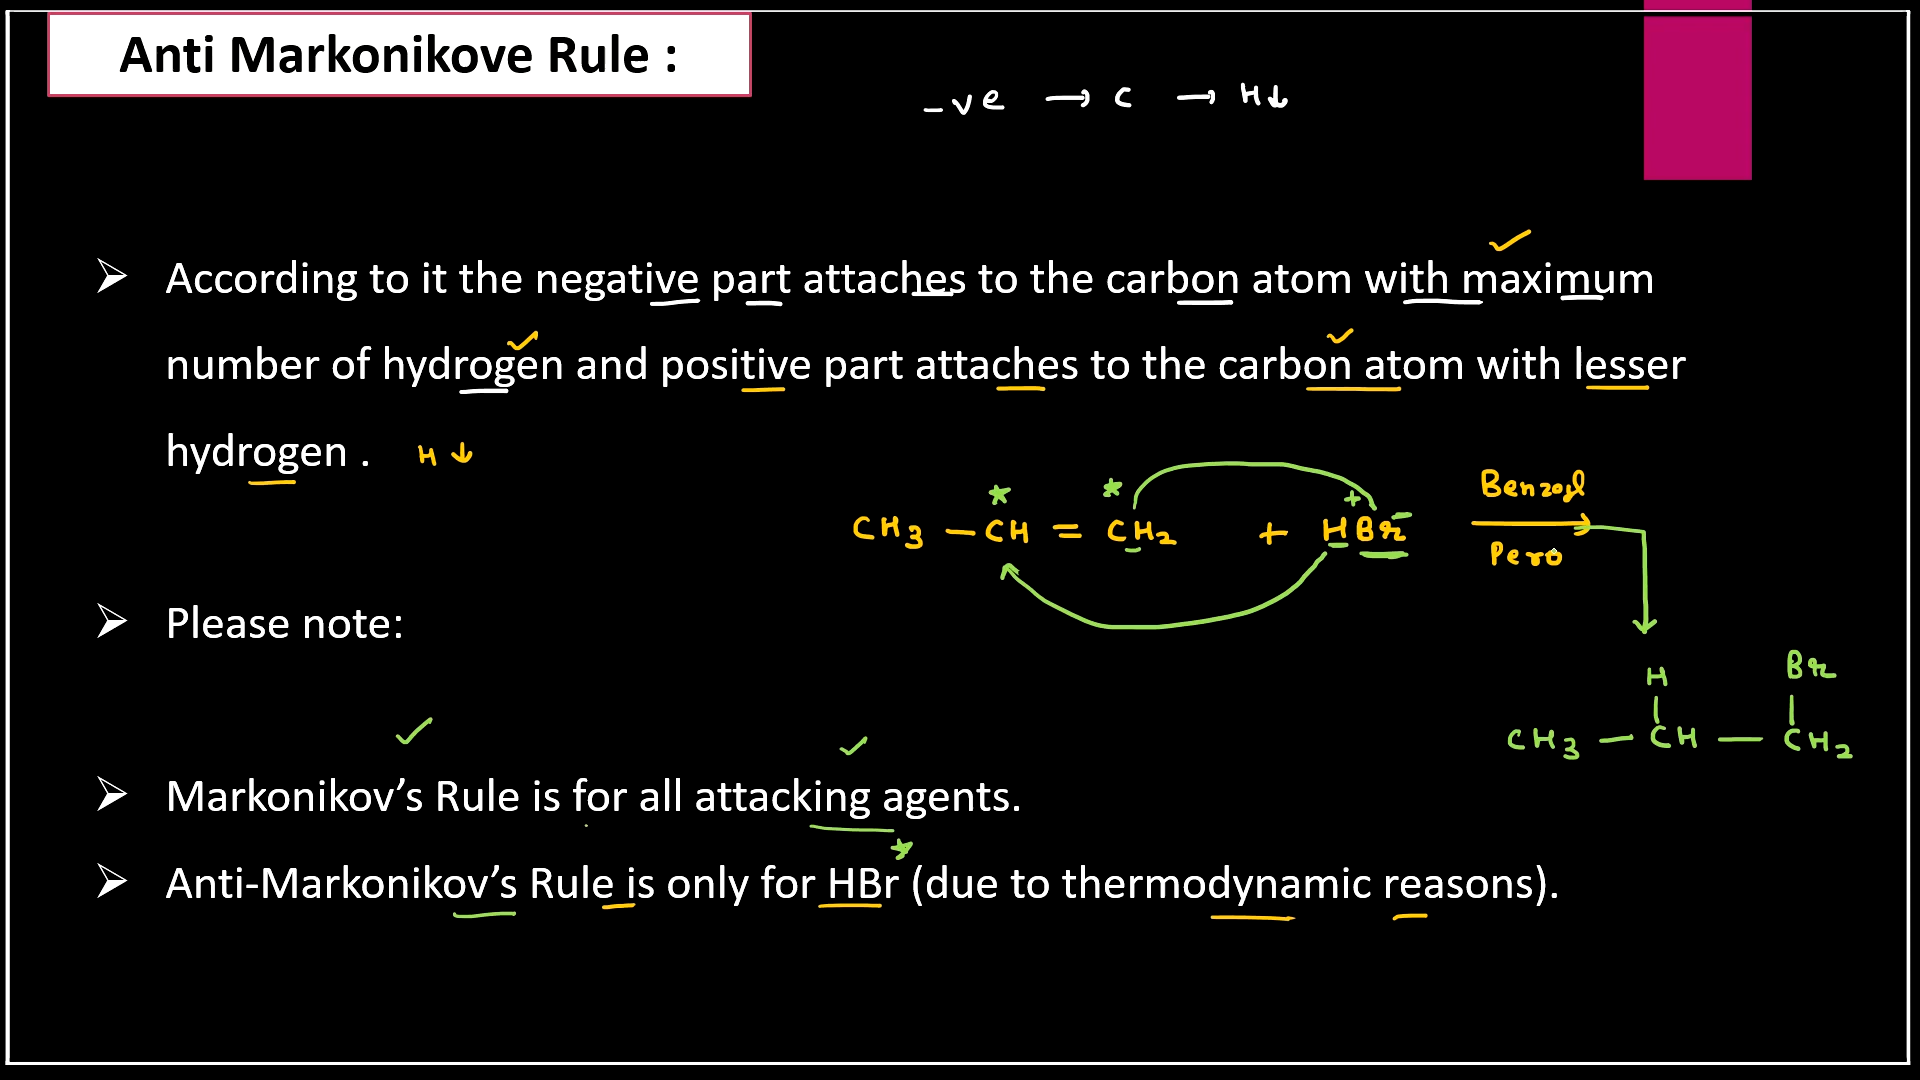 Anti Markonikove Rule :
-ve → C → H↓
➢ According to it the negative part attaches to the carbon atom with maximum
number of hydrogen and positive part attaches to the carbon atom with lesser
hydrogen . H ↓
Benzoyl
CH3 — CH = CH2 + HBr
Pero
➢ Please note:
H Br
CH3 — CH — CH2
➢ Markonikov’s Rule is for all attacking agents.
➢ Anti-Markonikov’s Rule is only for HBr (due to thermodynamic reasons).